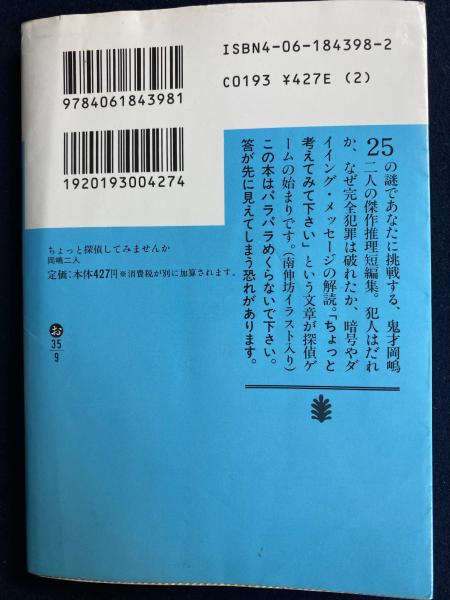 ISBN4-06-184398-2
C0193 ¥427E (2)
9784061843981
1920193004274
25の謎であなたに挑戦する、鬼才岡嶋
二人の傑作推理短編集。犯人はだれ
か、なぜ完全犯罪は破れたか、暗号やダ
イイング・メッセージの解読。「ちょっと
考えてみて下さい」という文章が探偵ゲ
ームの始まりです。（南伸坊イラスト入り）
この本はパラパラめくらないで下さい。
答が先に見えてしまう恐れがあります。
ちょっと探偵してみませんか
岡嶋二人
定価：本体427円※消費税が別に加算されます。
お
35
9